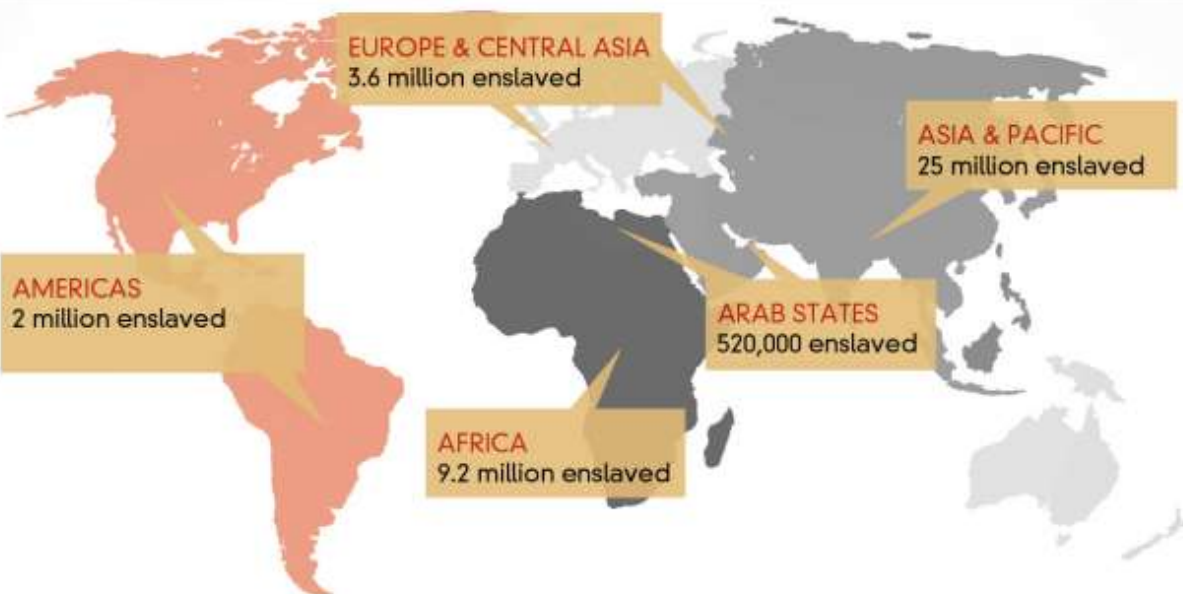 EUROPE & CENTRAL ASIA
3.6 million enslaved
ASIA & PACIFIC
25 million enslaved
AMERICAS
2 million enslaved
ARAB STATES
520,000 enslaved
AFRICA
9.2 million enslaved